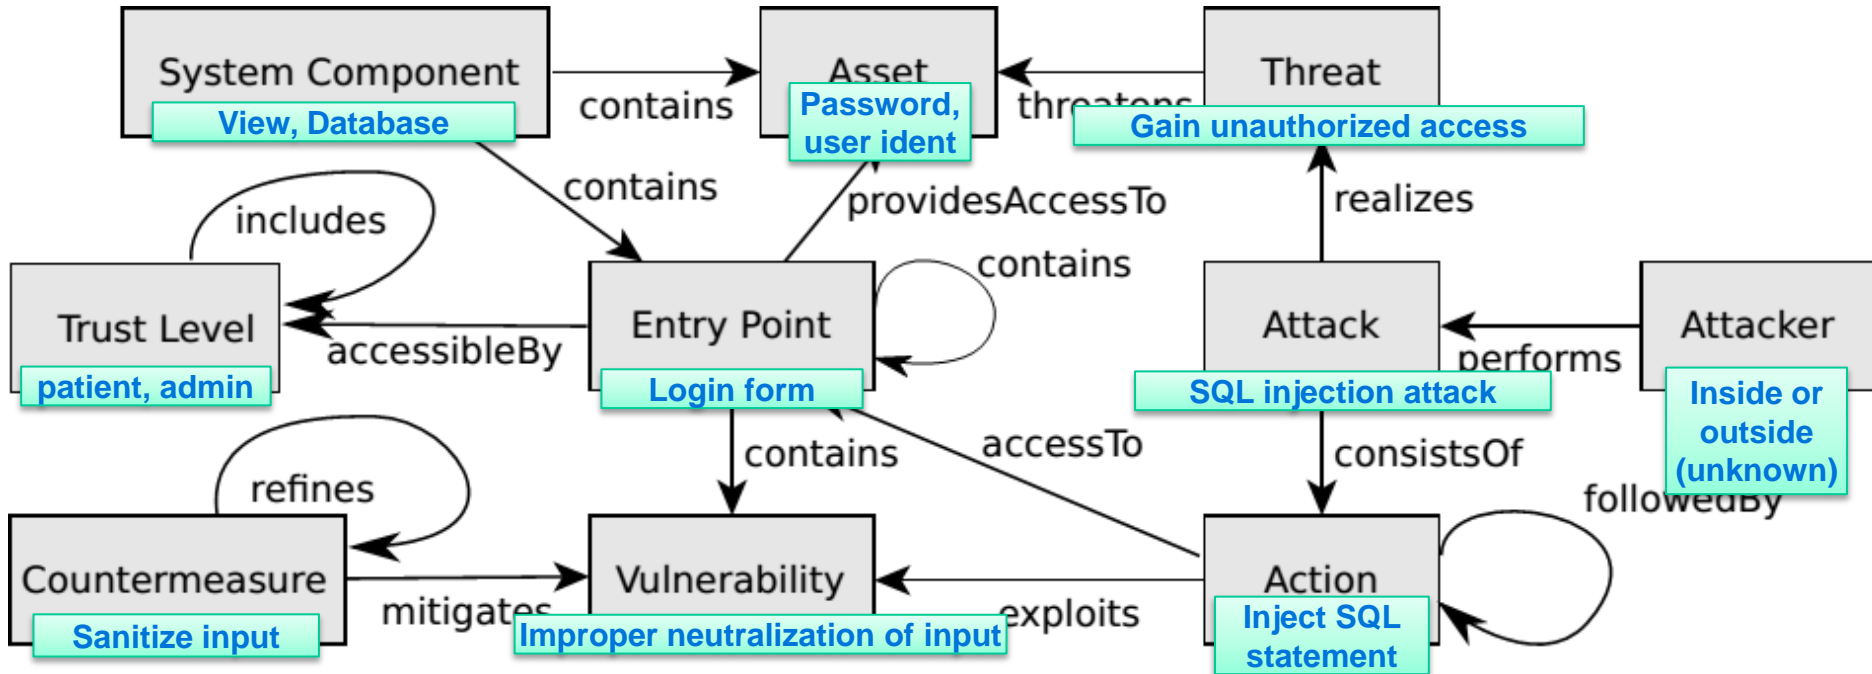 System Component
View, Database
contains
Asset
Password,
user ident
threatens
Threat
Gain unauthorized access
includes
contains
providesAccessTo
realizes
contains
Trust Level
patient, admin
accessibleBy
Entry Point
Login form
Attack
SQL injection attack
performs
Attacker
Inside or
outside
(unknown)
refines
contains
accessTo
consistsOf
followedBy
Countermeasure
Sanitize input
mitigates
Vulnerability
Improper neutralization of input
exploits
Action
Inject SQL
statement